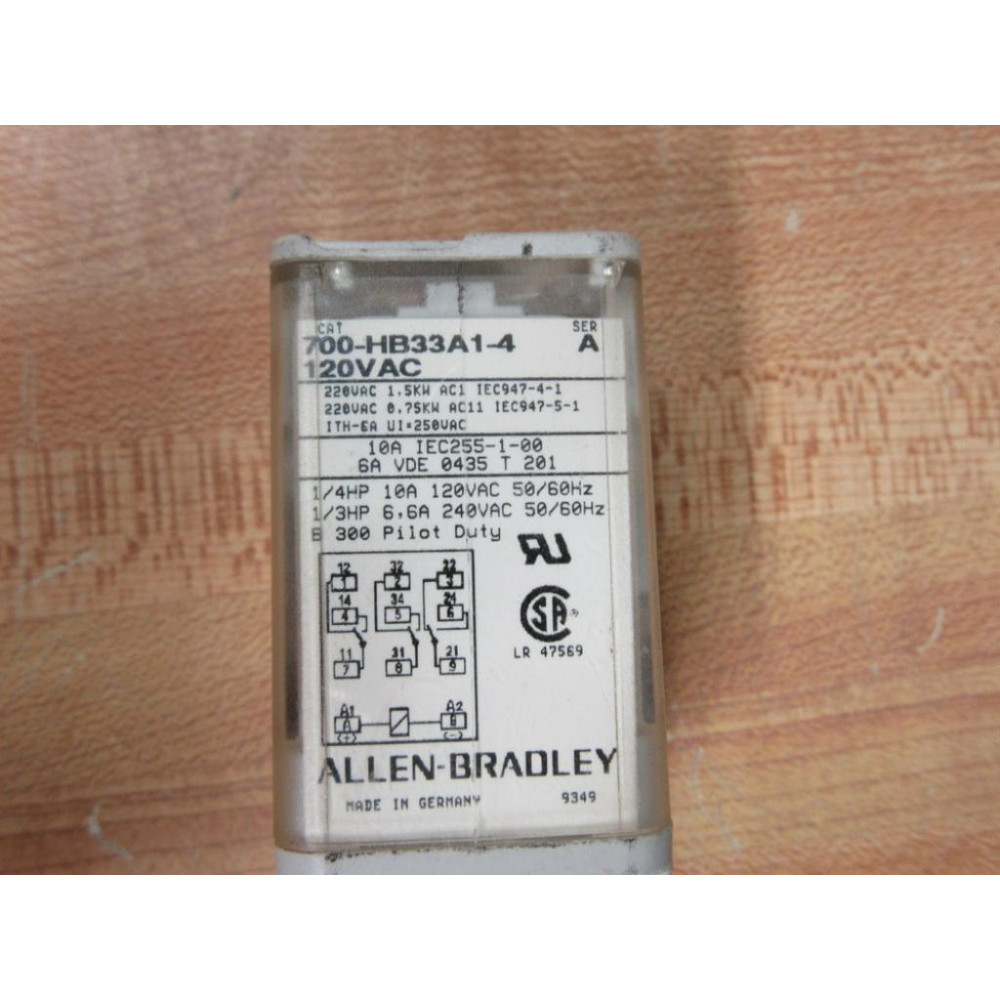 CAT SER
700-HB33A1-4 A
120VAC
220VAC 1.5KW AC1 IEC947-4-1
220VAC 0.75KW AC11 IEC947-5-1
ITH=6A UI=250VAC
10A IEC255-1-00
6A VDE 0435 T 201
1/4HP 10A 120VAC 50/60Hz
1/3HP 6,6A 240VAC 50/60Hz
B 300 Pilot Duty
RU
12 32 22
1 2 3
14 34 24
4 5 6
SA
11 31 21
7 8 9
LR 47569
A1 A2
A B
(+) (-)
ALLEN-BRADLEY
MADE IN GERMANY 9349